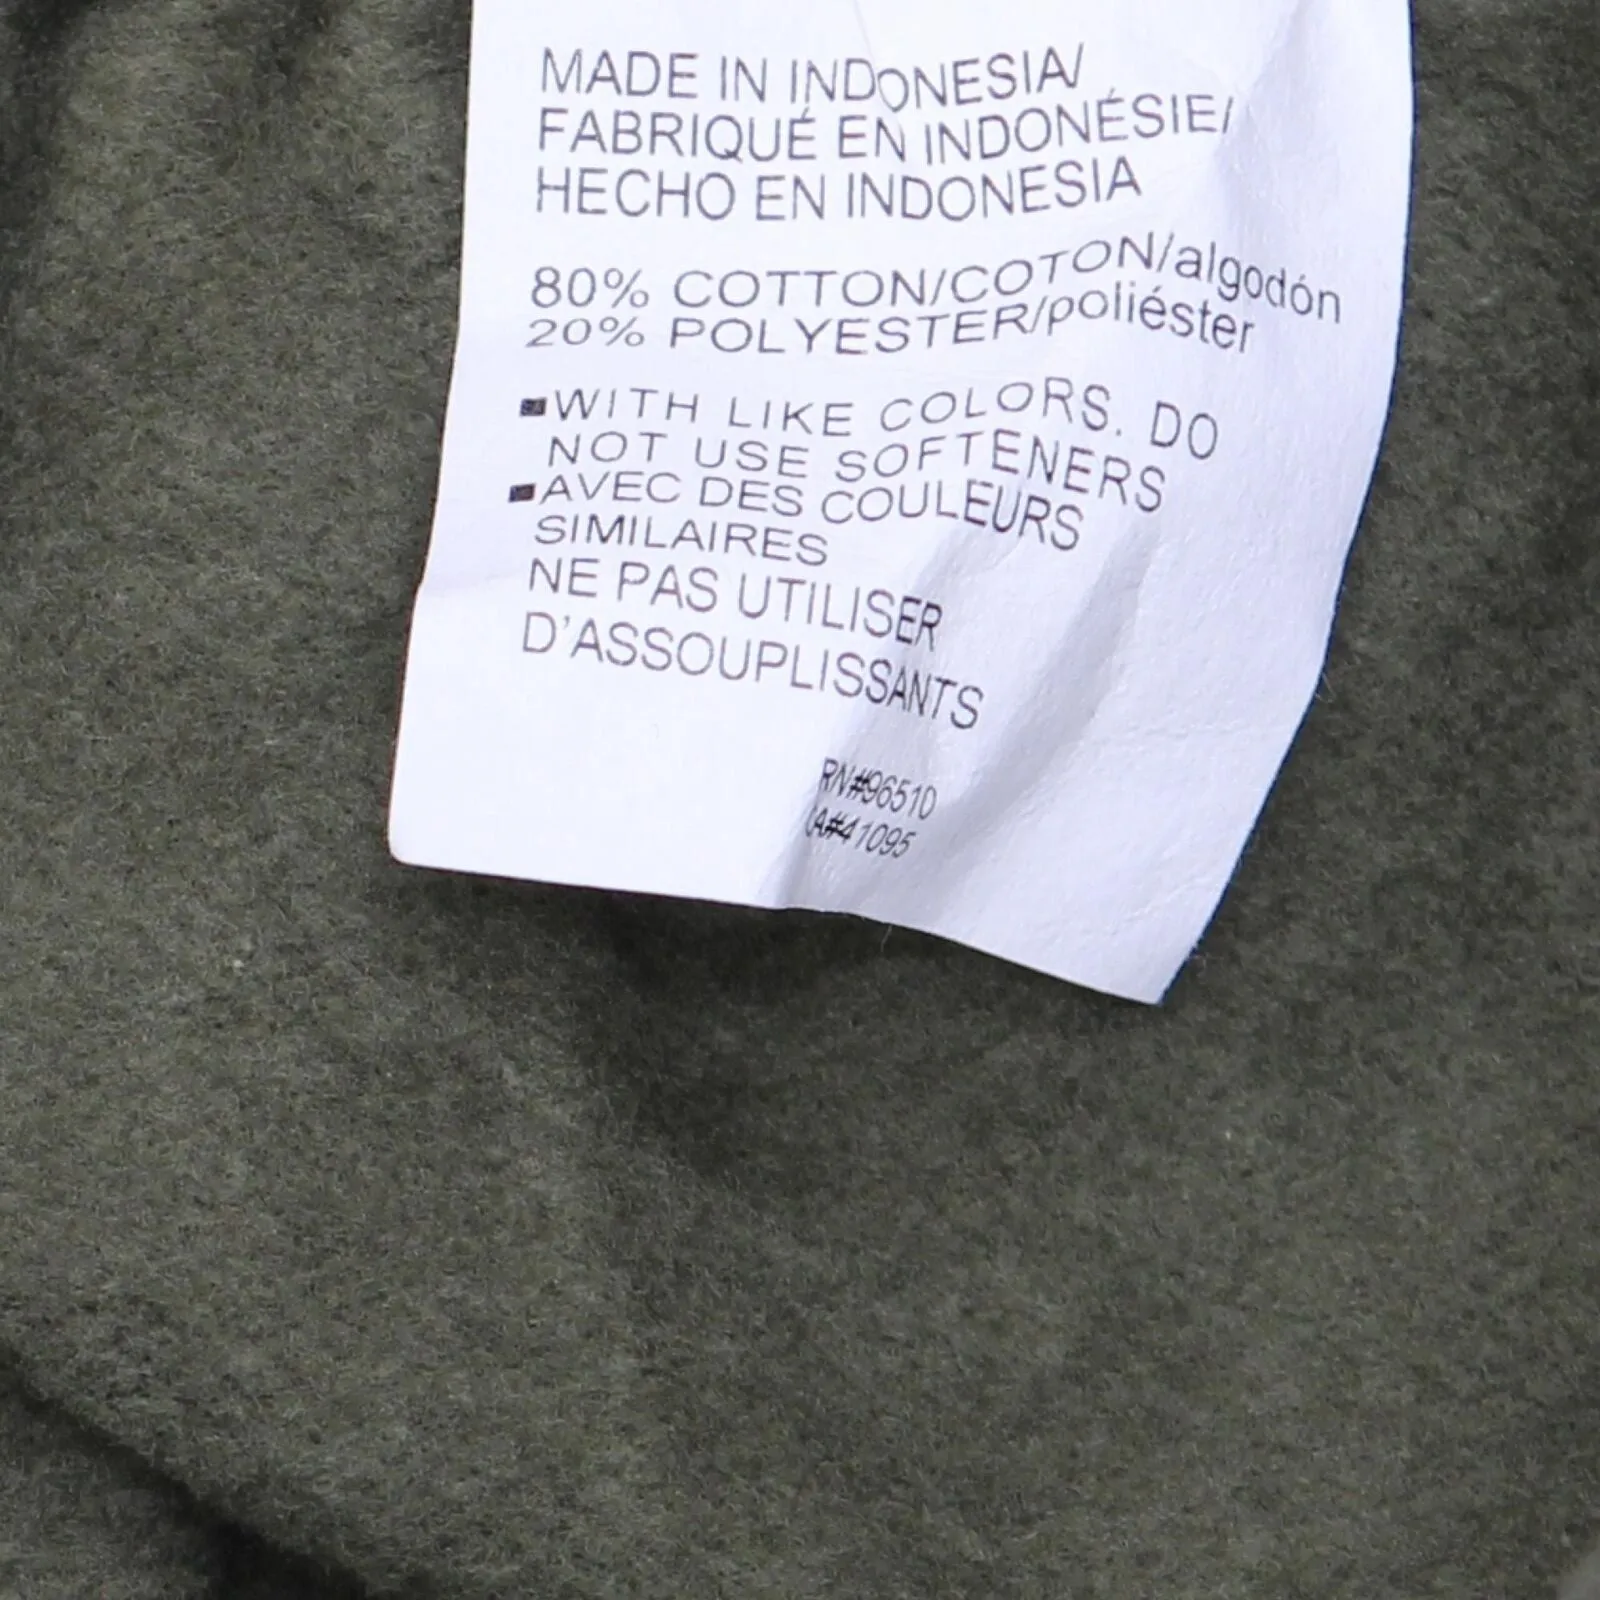 MADE IN INDONESIA/
FABRIQUÉ EN INDONÉSIE/
HECHO EN INDONESIA
80% COTTON/COTON/algodón
20% POLYESTER/poliéster
▪WITH LIKE COLORS. DO
NOT USE SOFTENERS
▪AVEC DES COULEURS
SIMILAIRES
NE PAS UTILISER
D'ASSOUPLISSANTS
RN#96510
CA#41095